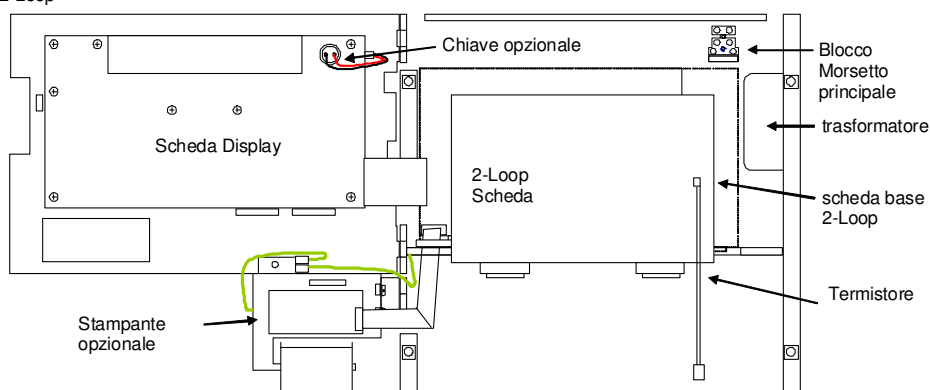 2-Loop
Chiave opzionale
Blocco
Morsetto
principale
trasformatore
Scheda Display
2-Loop
Scheda
scheda base
2-Loop
Termistore
Stampante
opzionale